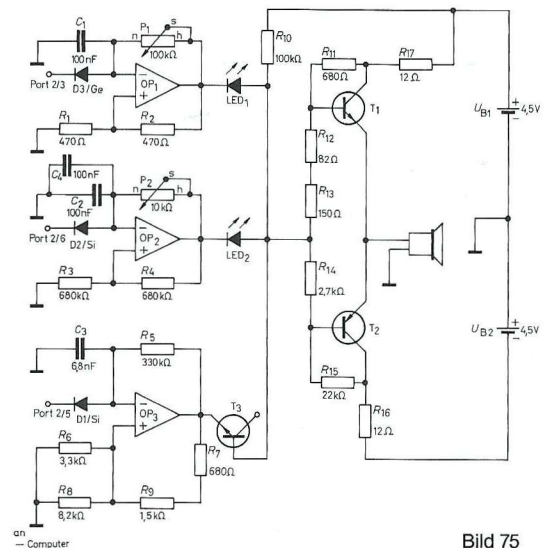 C1
100nF
Port 2/3
D3/Ge
P1
n
s
h
100kΩ
−
+
OP1
R1
470Ω
R2
470Ω
LED1
R10
100kΩ
R11
680Ω
R17
12Ω
T1
R12
82Ω
R13
150Ω
UB1
+
−
4,5V
C4
100nF
C2
100nF
Port 2/6
D2/Si
P2
n
s
h
10kΩ
−
+
OP2
R3
680kΩ
R4
680kΩ
LED2
R14
2,7kΩ
T2
R15
22kΩ
R16
12Ω
UB2
+
−
4,5V
C3
6,8nF
Port 2/5
D1/Si
R5
330kΩ
−
+
OP3
T3
R6
3,3kΩ
R7
680Ω
R8
8,2kΩ
R9
1,5kΩ
an
— Computer
Bild 75